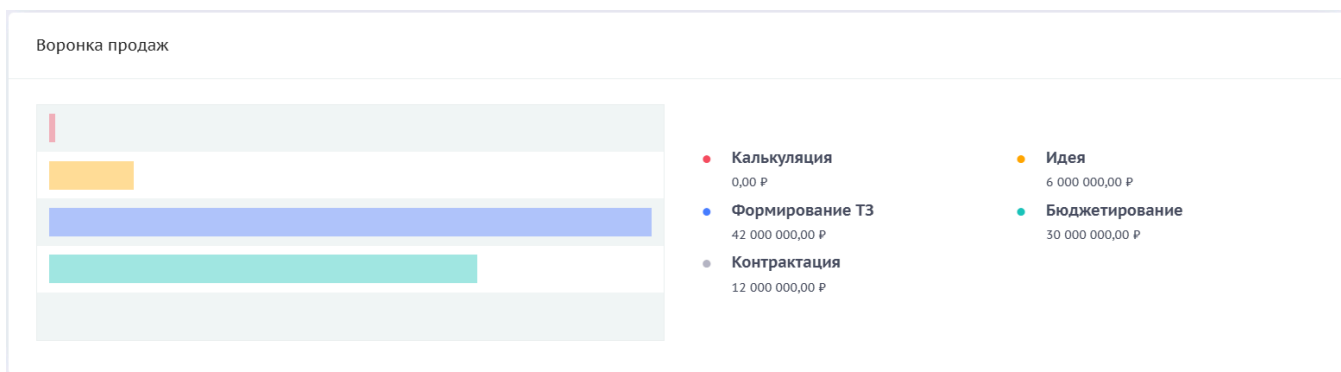 Воронка продаж
Калькуляция
0,00 ₽
Идея
6 000 000,00 ₽
Формирование ТЗ
42 000 000,00 ₽
Бюджетирование
30 000 000,00 ₽
Контрактация
12 000 000,00 ₽